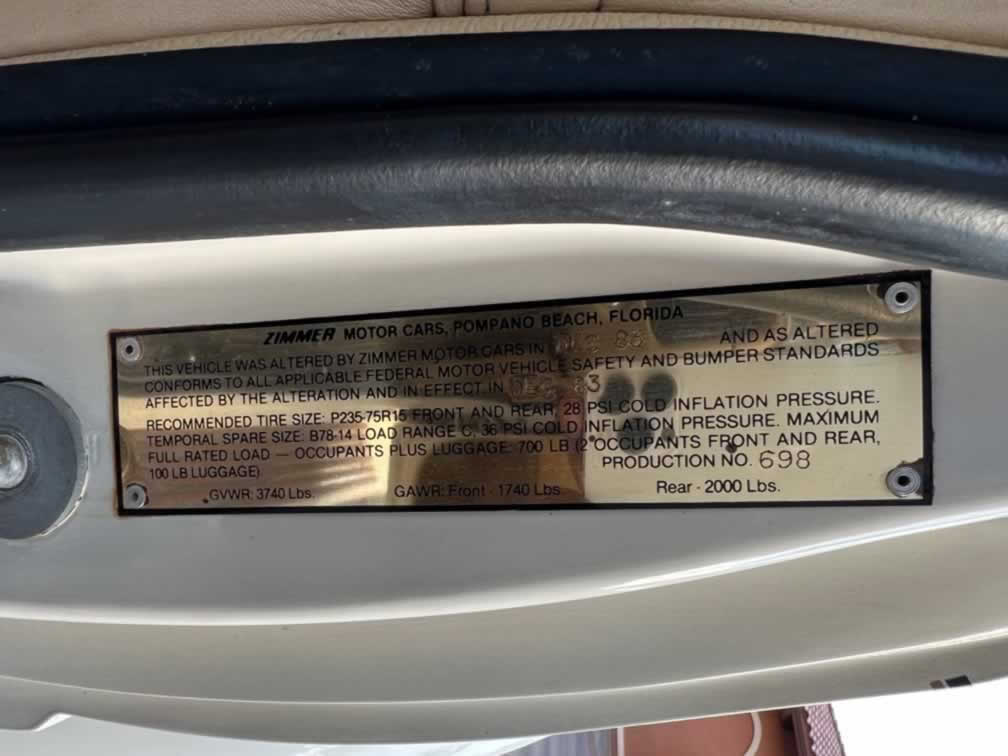 ZIMMER MOTOR CARS, POMPANO BEACH, FLORIDA
THIS VEHICLE WAS ALTERED BY ZIMMER MOTOR CARS IN DEC 83 AND AS ALTERED
CONFORMS TO ALL APPLICABLE FEDERAL MOTOR VEHICLE SAFETY AND BUMPER STANDARDS
AFFECTED BY THE ALTERATION AND IN EFFECT IN DEC 83
RECOMMENDED TIRE SIZE: P235-75R15 FRONT AND REAR, 28 PSI COLD INFLATION PRESSURE.
TEMPORAL SPARE SIZE: B78-14 LOAD RANGE C, 36 PSI COLD INFLATION PRESSURE. MAXIMUM
FULL RATED LOAD — OCCUPANTS PLUS LUGGAGE: 700 LB (2 OCCUPANTS FRONT AND REAR,
100 LB LUGGAGE). PRODUCTION NO. 698
GVWR: 3740 Lbs. GAWR: Front - 1740 Lbs. Rear - 2000 Lbs.